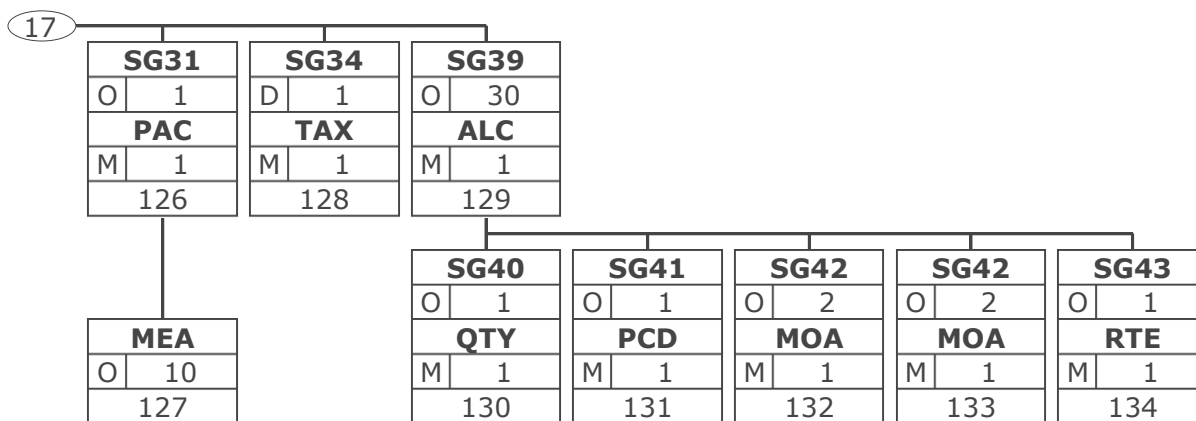 17
SG31 SG34 SG39
O 1 D 1 O 30
PAC TAX ALC
M 1 M 1 M 1
126 128 129
SG40 SG41 SG42 SG42 SG43
O 1 O 1 O 2 O 2 O 1
MEA QTY PCD MOA MOA RTE
O 10 M 1 M 1 M 1 M 1 M 1
127 130 131 132 133 134